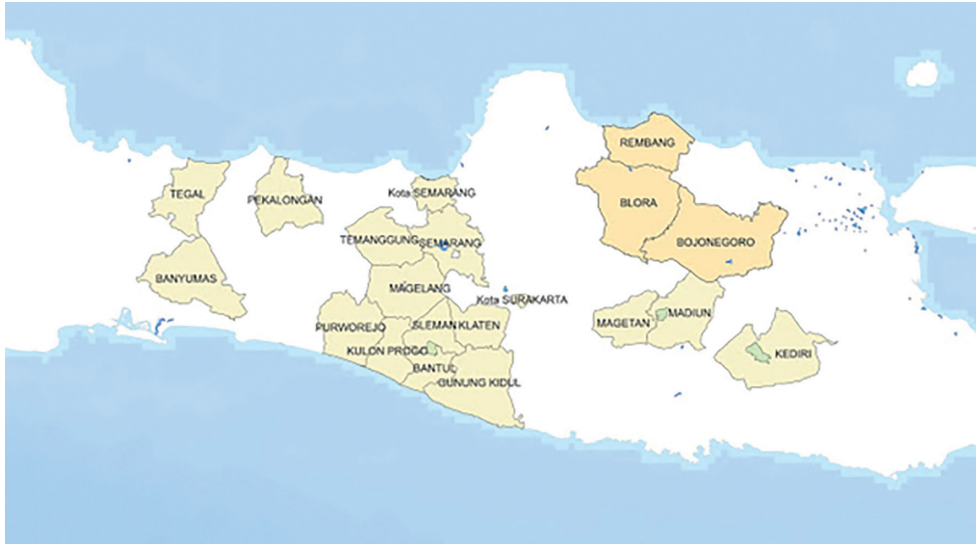 REMBANG
TEGAL
PEKALONGAN
Kota SEMARANG
BLORA
TEMANGGUNG
SEMARANG
BOJONEGORO
BANYUMAS
MAGELANG
Kota SURAKARTA
PURWOREJO
SLEMAN
KLATEN
MAGETAN
MADIUN
KULON PROGO
KEDIRI
BANTUL
GUNUNG KIDUL